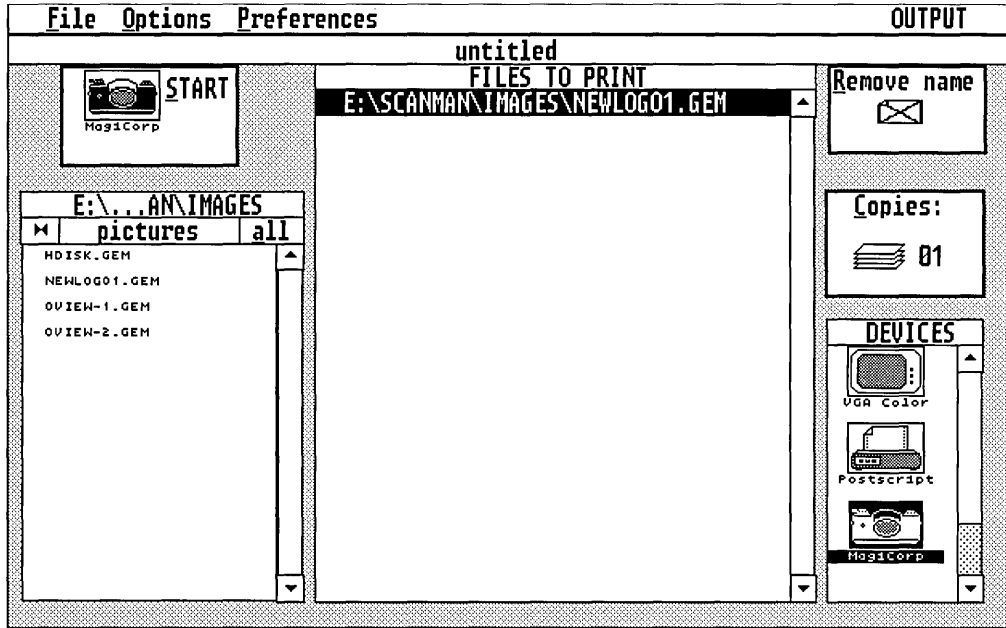 File Options Preferences OUTPUT
untitled
START
MagiCorp
E:\...AN\IMAGES
pictures all
HDISK.GEM
NEWLOGO1.GEM
OVIEW-1.GEM
OVIEW-2.GEM
FILES TO PRINT
E:\SCANMAN\IMAGES\NEWLOGO1.GEM
Remove name
Copies:
01
DEVICES
VGA Color
Postscript
MagiCorp